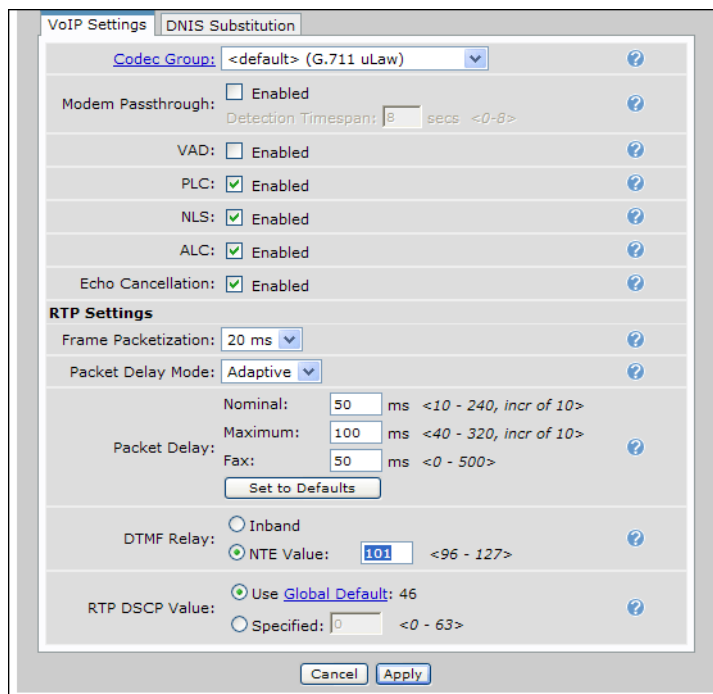 VoIP Settings DNIS Substitution
Codec Group: <default> (G.711 uLaw)
Modem Passthrough: Enabled
Detection Timespan: 8 secs <0-8>
VAD: Enabled
PLC: Enabled
NLS: Enabled
ALC: Enabled
Echo Cancellation: Enabled
RTP Settings
Frame Packetization: 20 ms
Packet Delay Mode: Adaptive
Packet Delay:
Nominal: 50 ms <10 - 240, incr of 10>
Maximum: 100 ms <40 - 320, incr of 10>
Fax: 50 ms <0 - 500>
Set to Defaults
DTMF Relay:
Inband
NTE Value: 101 <96 - 127>
RTP DSCP Value:
Use Global Default: 46
Specified: 0 <0 - 63>
Cancel Apply